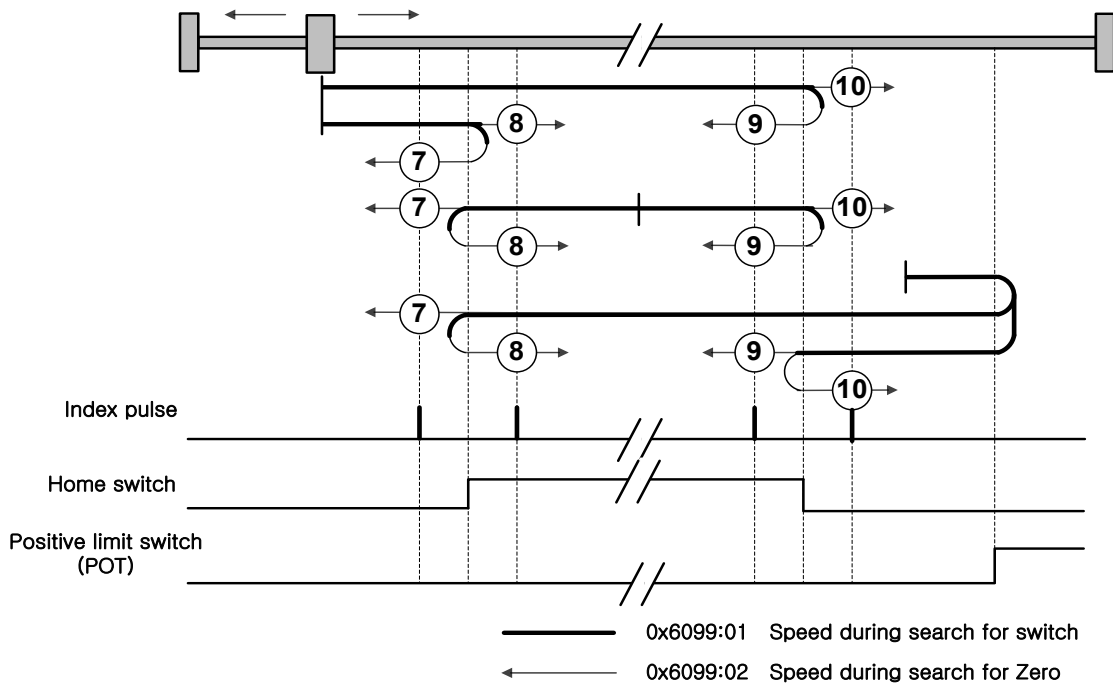 10
8
9
7
7
10
8
9
7
8
9
10
Index pulse
Home switch
Positive limit switch
(POT)
0x6099:01 Speed during search for switch
0x6099:02 Speed during search for Zero